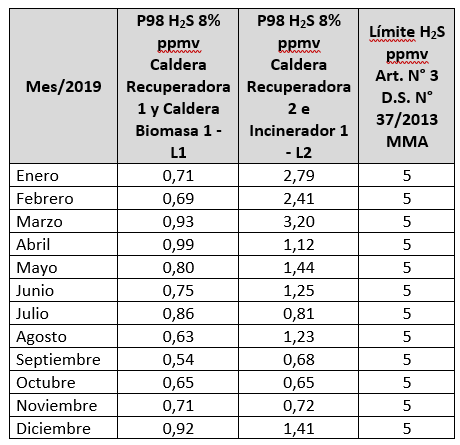 Mes/2019
P98 H₂S 8%
ppmv
Caldera
Recuperadora
1 y Caldera
Biomasa 1 -
L1
P98 H₂S 8%
ppmv
Caldera
Recuperadora
2 e
Incinerador 1
- L2
Límite H₂S
ppmv
Art. N° 3
D.S. N°
37/2013
MMA
Enero 0,71 2,79 5
Febrero 0,69 2,41 5
Marzo 0,93 3,20 5
Abril 0,99 1,12 5
Mayo 0,80 1,44 5
Junio 0,75 1,25 5
Julio 0,86 0,81 5
Agosto 0,63 1,23 5
Septiembre 0,54 0,68 5
Octubre 0,65 0,65 5
Noviembre 0,71 0,72 5
Diciembre 0,92 1,41 5